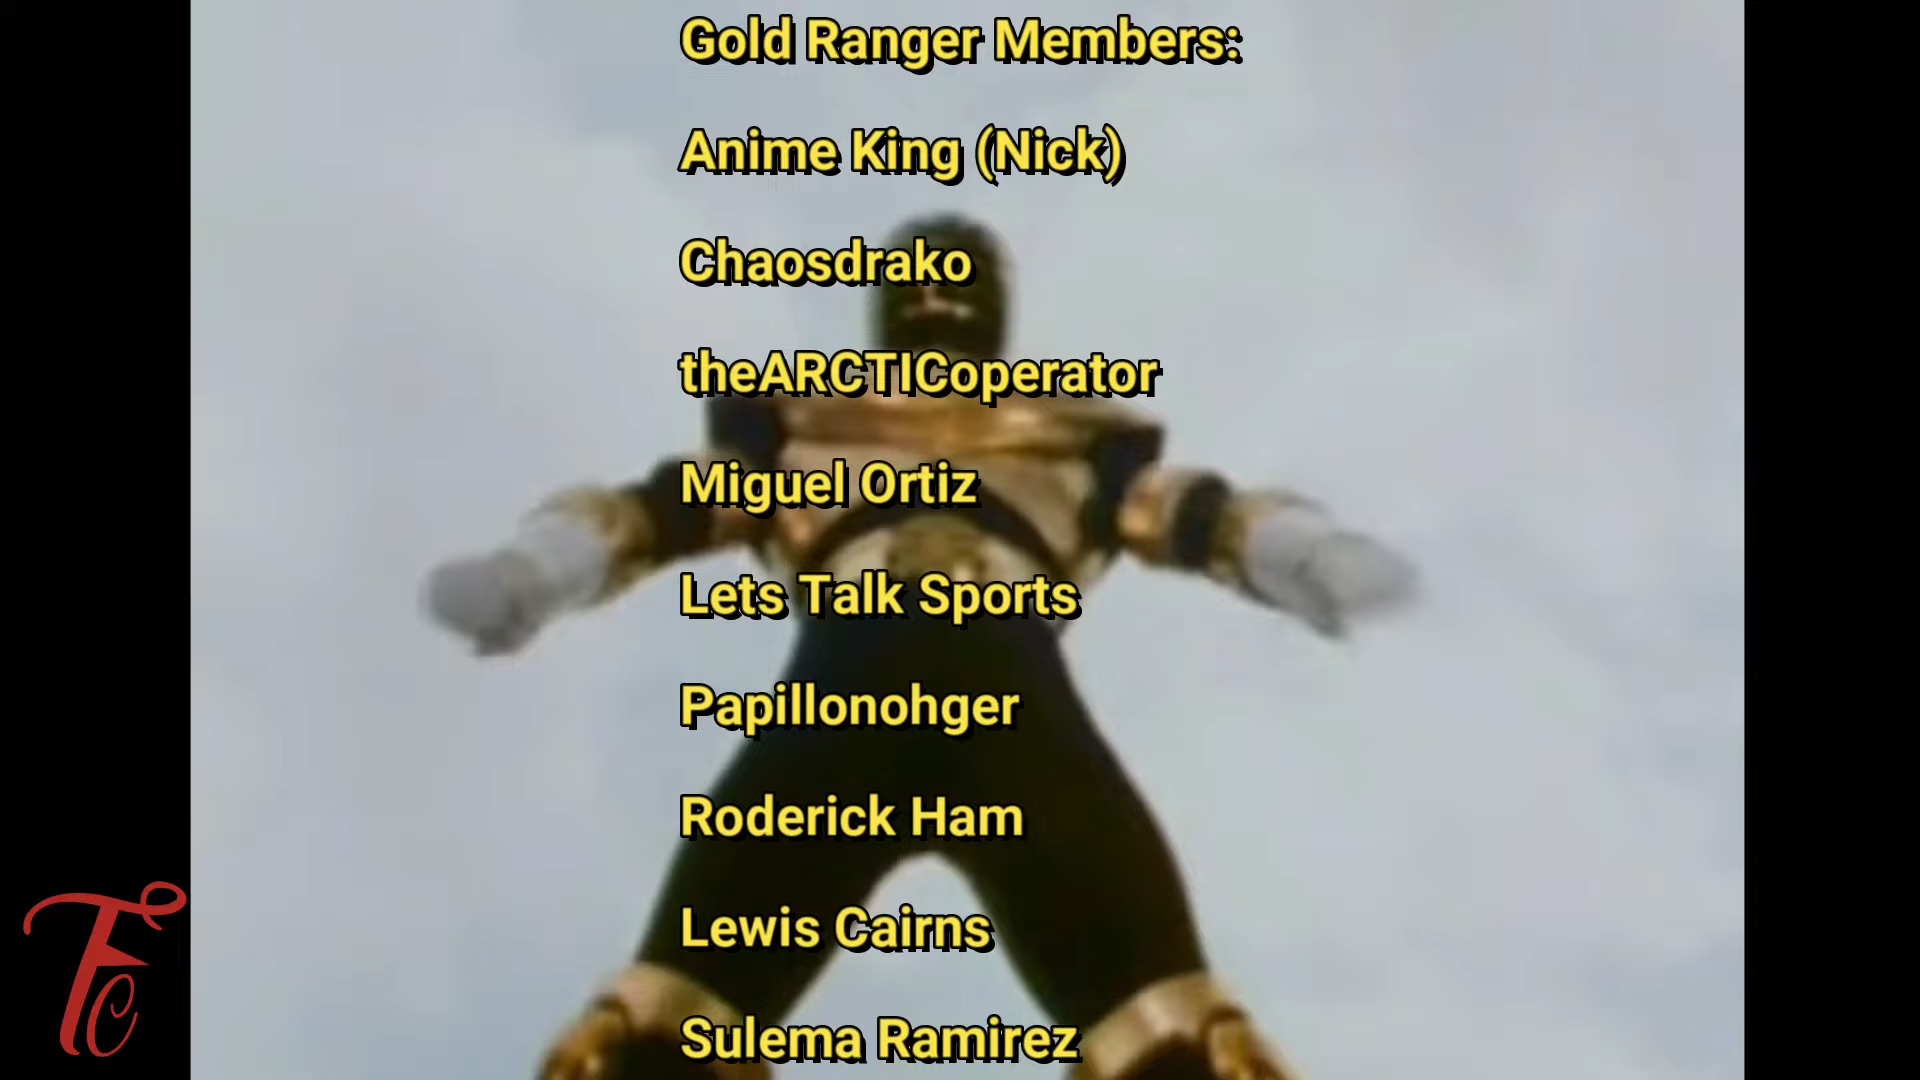 Gold Ranger Members:
Anime King (Nick)
Chaosdrako
theARCTICoperator
Miguel Ortiz
Lets Talk Sports
Papillonohger
Roderick Ham
Lewis Cairns
Sulema Ramirez
FC